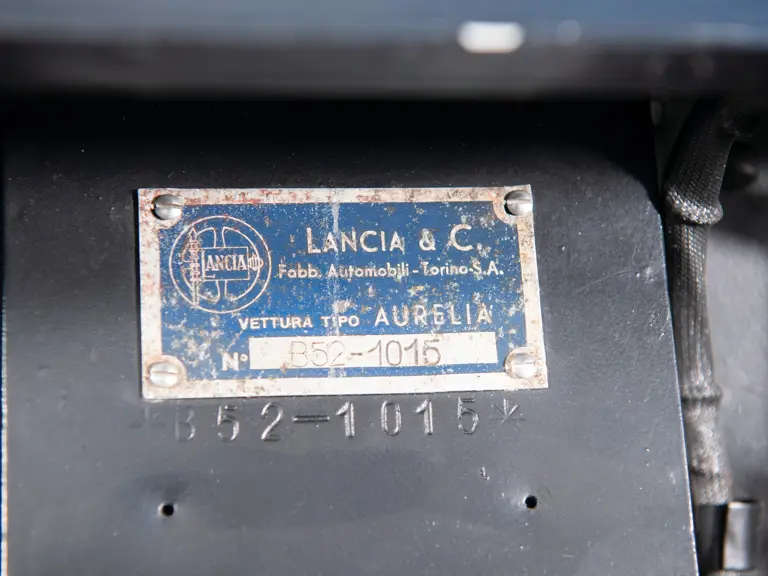 LANCIA
LANCIA & C.
Fabb. Automobili - Torino - S.A.
VETTURA TIPO AURELIA
N° B52-1015
*B52-1015*